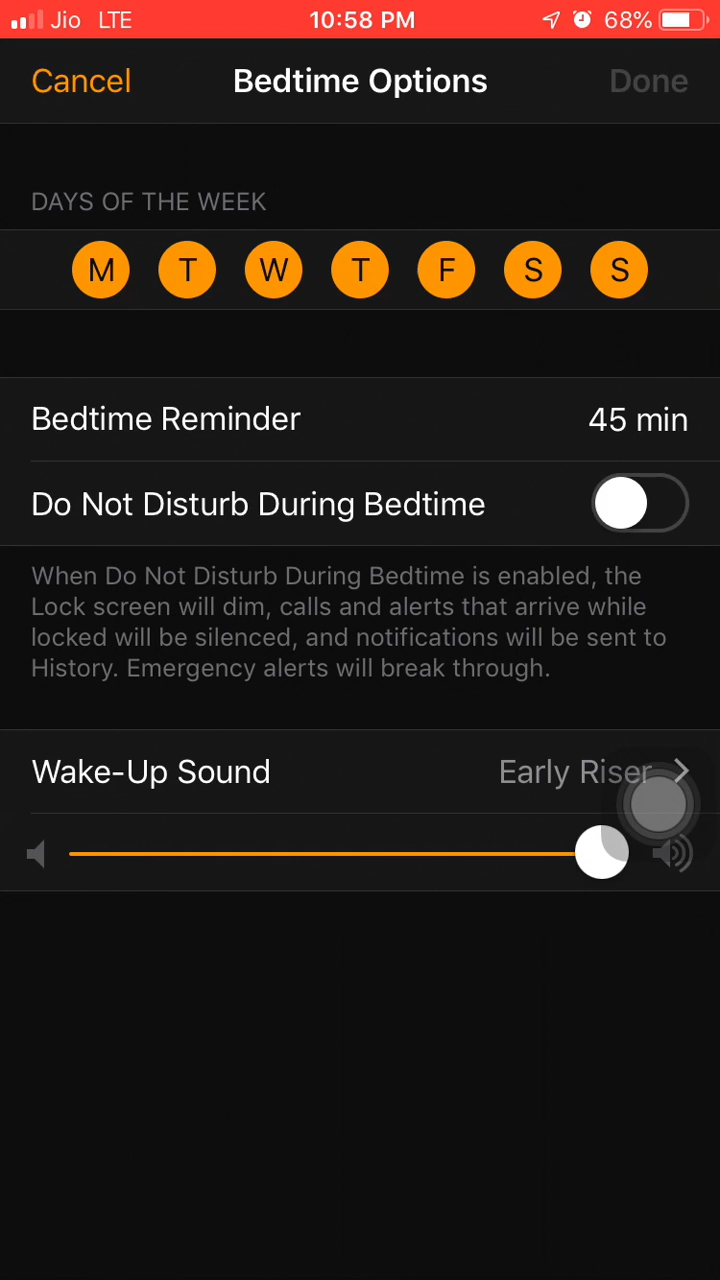 Jio LTE 10:58 PM 68%
Cancel Bedtime Options Done
DAYS OF THE WEEK
M T W T F S S
Bedtime Reminder 45 min
Do Not Disturb During Bedtime
When Do Not Disturb During Bedtime is enabled, the
Lock screen will dim, calls and alerts that arrive while
locked will be silenced, and notifications will be sent to
History. Emergency alerts will break through.
Wake-Up Sound Early Riser